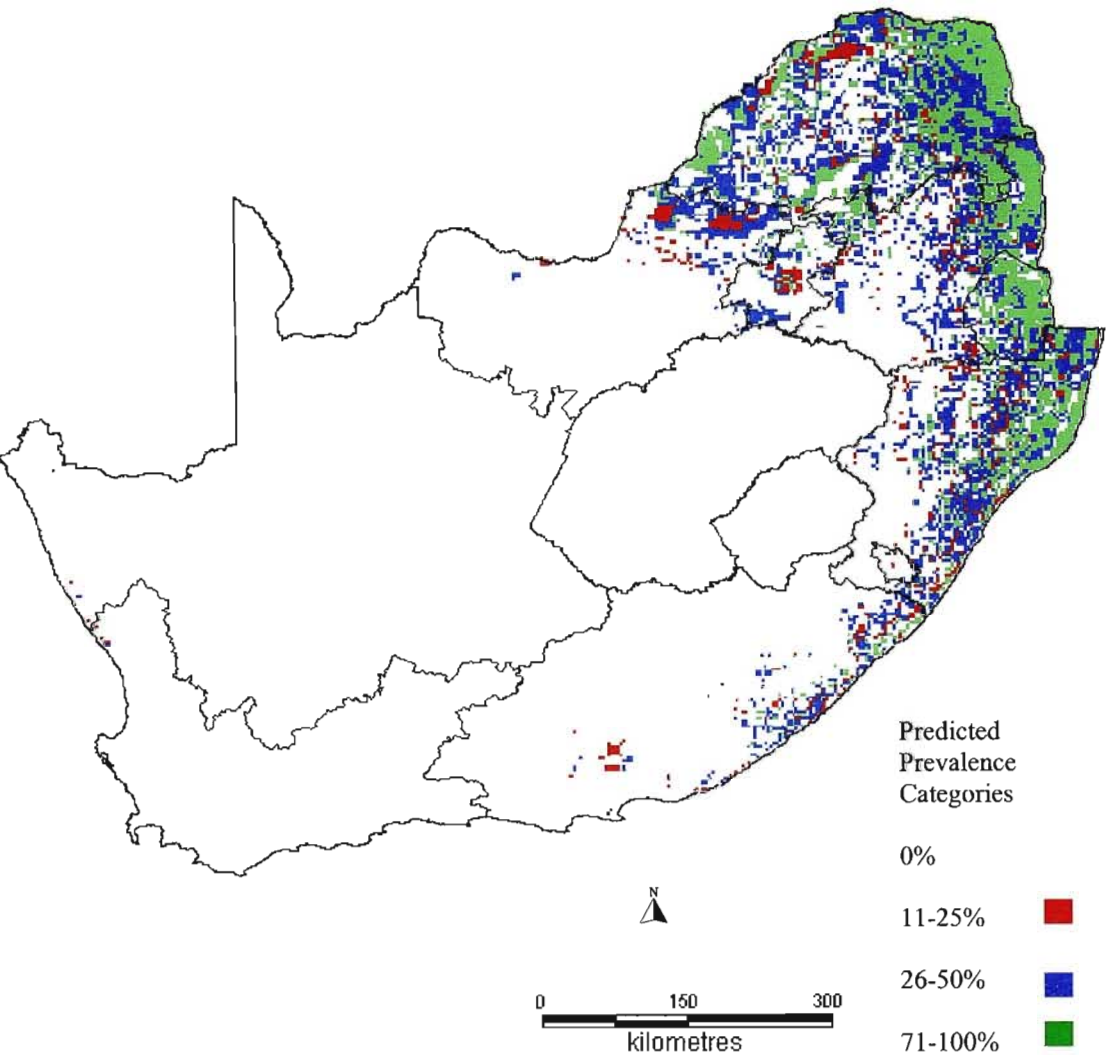 Predicted
Prevalence
Categories
0%
11-25%
26-50%
71-100%
N
0 150 300
kilometres